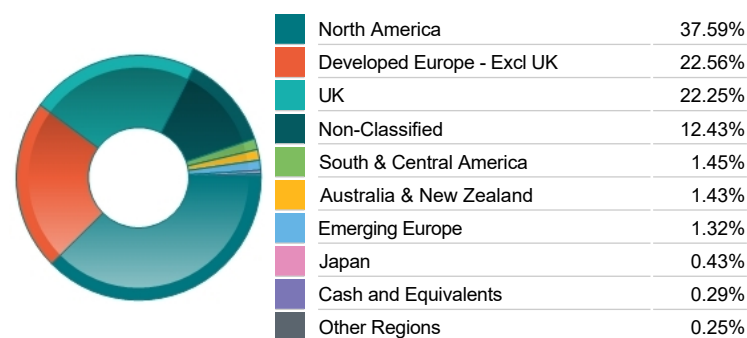 North America 37.59%
Developed Europe - Excl UK 22.56%
UK 22.25%
Non-Classified 12.43%
South & Central America 1.45%
Australia & New Zealand 1.43%
Emerging Europe 1.32%
Japan 0.43%
Cash and Equivalents 0.29%
Other Regions 0.25%